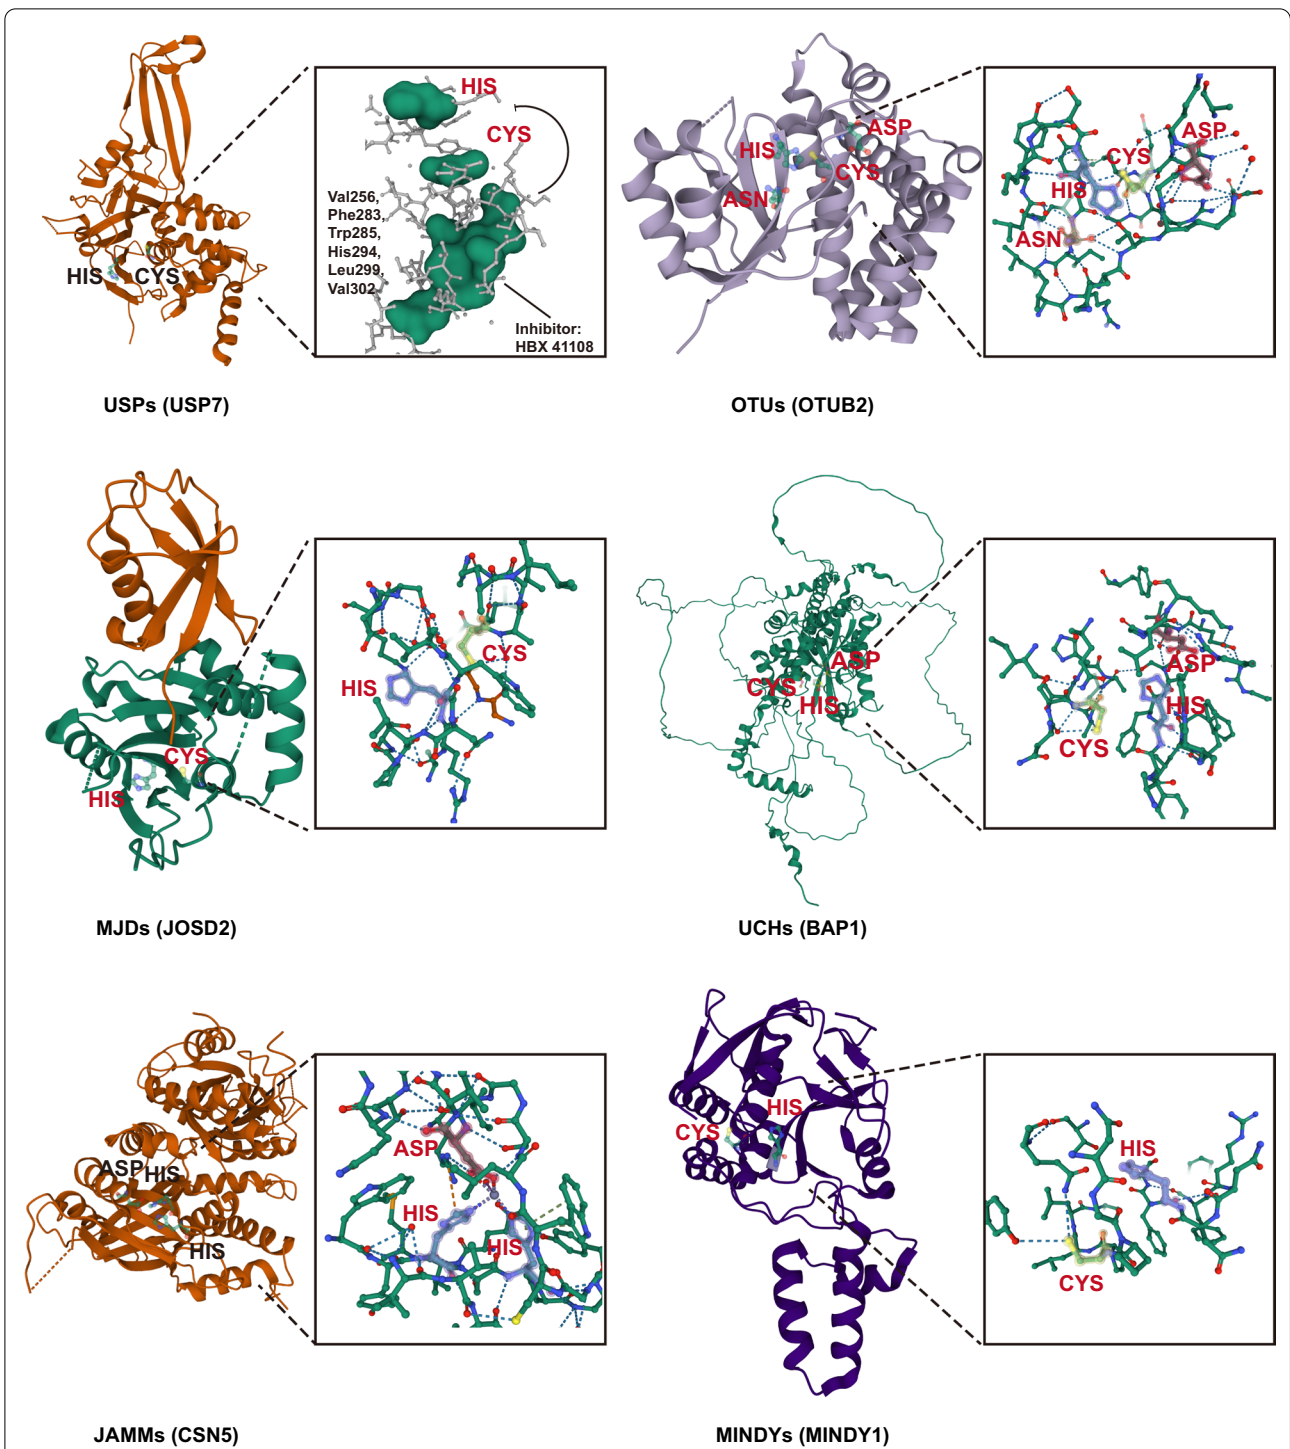 HIS
CYS
Val256,
Phe283,
Trp285,
His294,
Leu299,
Val302
Inhibitor:
HBX 41108
HIS CYS
USPs (USP7)
ASP
HIS
CYS
ASN
ASP
CYS
HIS
ASN
OTUs (OTUB2)
CYS
HIS
CYS
HIS
MJDs (JOSD2)
ASP
CYS
HIS
ASP
HIS
CYS
UCHs (BAP1)
ASP HIS
HIS
ASP
HIS
HIS
JAMMs (CSN5)
HIS
CYS
HIS
CYS
MINDYs (MINDY1)